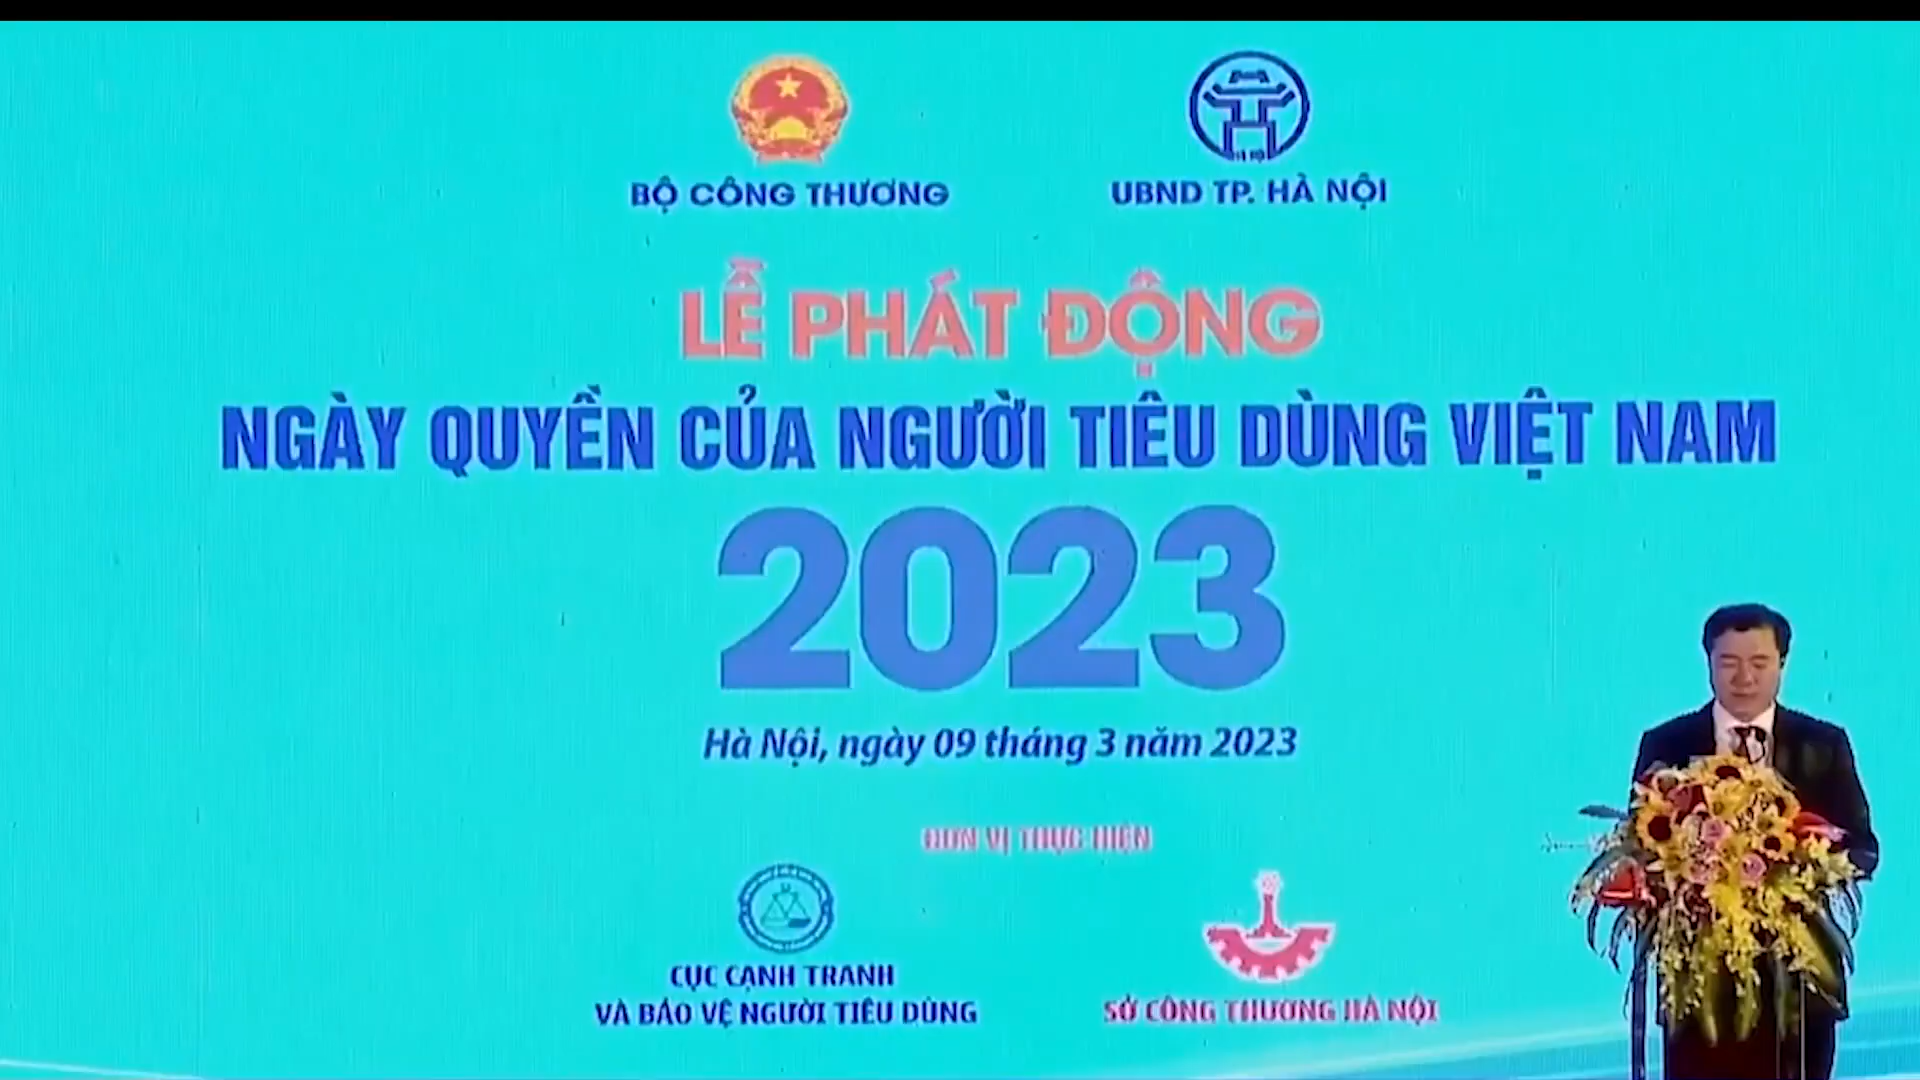 BỘ CÔNG THƯƠNG
UBND TP. HÀ NỘI
LỄ PHÁT ĐỘNG
NGÀY QUYỀN CỦA NGƯỜI TIÊU DÙNG VIỆT NAM
2023
Hà Nội, ngày 09 tháng 3 năm 2023
ĐƠN VỊ THỰC HIỆN
CỤC CẠNH TRANH
VÀ BẢO VỆ NGƯỜI TIÊU DÙNG
SỞ CÔNG THƯƠNG HÀ NỘI